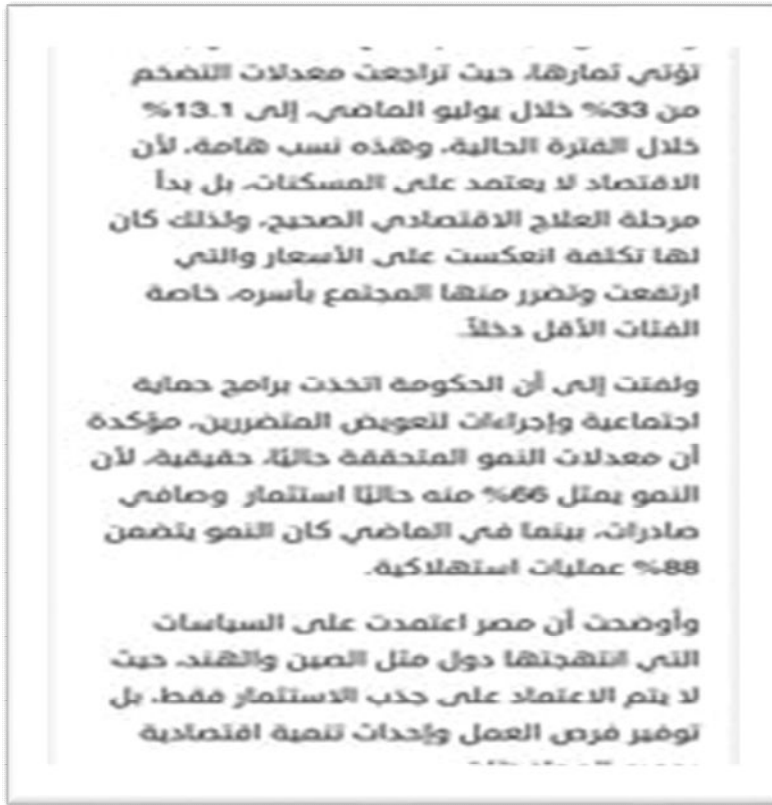 تؤتي ثمارها، حيث تراجعت معدلات التضخم
من 33% خلال يوليو الماضي، إلى 13.1%
خلال الفترة الحالية، وهذه نسب هامة، لأن
الاقتصاد لا يعتمد على المسكنات، بل بدأ
مرحلة العلاج الاقتصادي الصحيح، ولذلك كان
لها تكلفة انعكست على الأسعار والتي
ارتفعت وتضرر منها المجتمع بأسره، خاصة
الفئات الأقل دخلاً.
ولفتت إلى أن الحكومة اتخذت برامج حماية
اجتماعية وإجراءات لتعويض المتضررين، مؤكدة
أن معدلات النمو المتحققة حاليًا، حقيقية، لأن
النمو يمثل 66% منه حاليًا استثمار وصافي
صادرات، بينما في الماضي كان النمو يتضمن
88% عمليات استهلاكية.
وأوضحت أن مصر اعتمدت على السياسات
التي انتهجتها دول مثل الصين والهند، حيث
لا يتم الاعتماد على جذب الاستثمار فقط، بل
توفير فرص العمل وإحداث تنمية اقتصادية